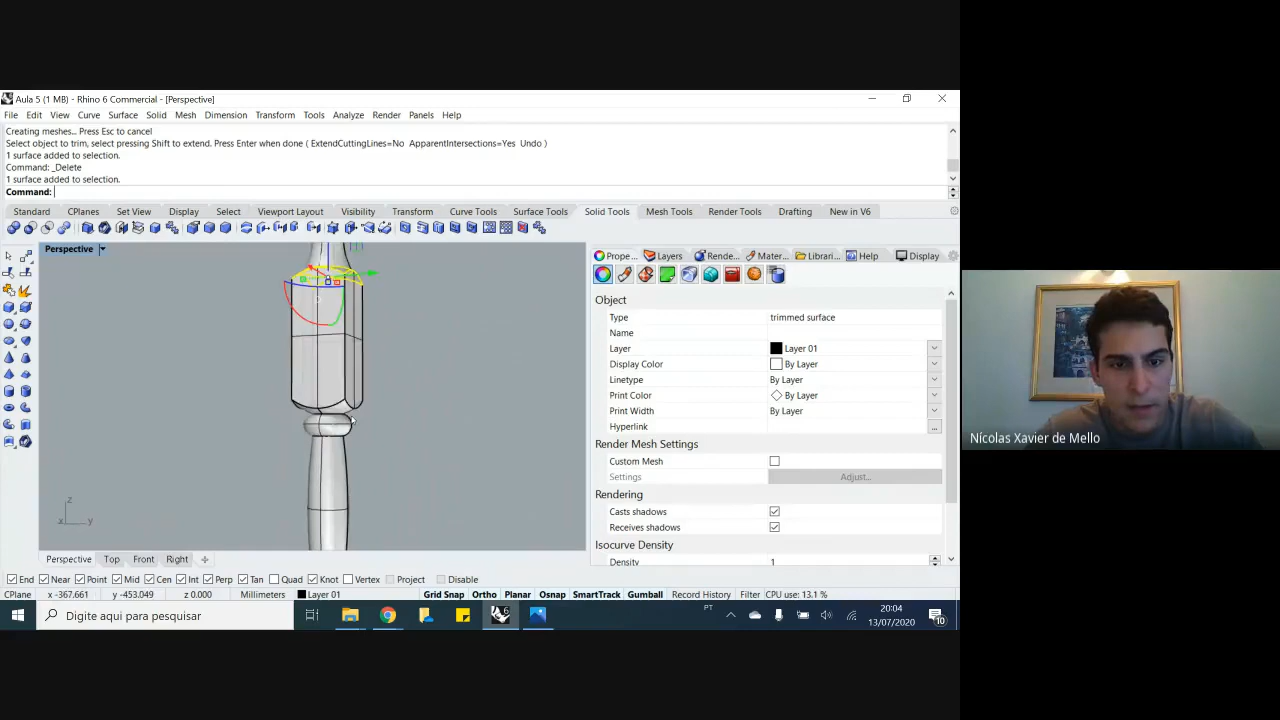 Aula 5 (1 MB) - Rhino 6 Commercial - [Perspective]
File Edit View Curve Surface Solid Mesh Dimension Transform Tools Analyze Render Panels Help
Creating meshes... Press Esc to cancel
Select object to trim, select pressing Shift to extend. Press Enter when done ( ExtendCuttingLines=No ApparentIntersections=Yes Undo )
1 surface added to selection.
Command: _Delete
1 surface added to selection.
Command:
Standard CPlanes Set View Display Select Viewport Layout Visibility Transform Curve Tools Surface Tools Solid Tools Mesh Tools Render Tools Drafting New in V6
Perspective
Prope... Layers Rende... Mater... Librari... Help Display
Object
Type trimmed surface
Name
Layer Layer 01
Display Color By Layer
Linetype By Layer
Print Color By Layer
Print Width By Layer
Hyperlink ...
Render Mesh Settings
Custom Mesh
Settings Adjust...
Rendering
Casts shadows
Receives shadows
Isocurve Density
Density 1
z
x y
Nícolas Xavier de Mello
Perspective Top Front Right
End Near Point Mid Cen Int Perp Tan Quad Knot Vertex Project Disable
CPlane x -367.661 y -453.049 z 0.000 Millimeters Layer 01 Grid Snap Ortho Planar Osnap SmartTrack Gumball Record History Filter CPU use: 13.1 %
Digite aqui para pesquisar
PT
20:04
13/07/2020
10